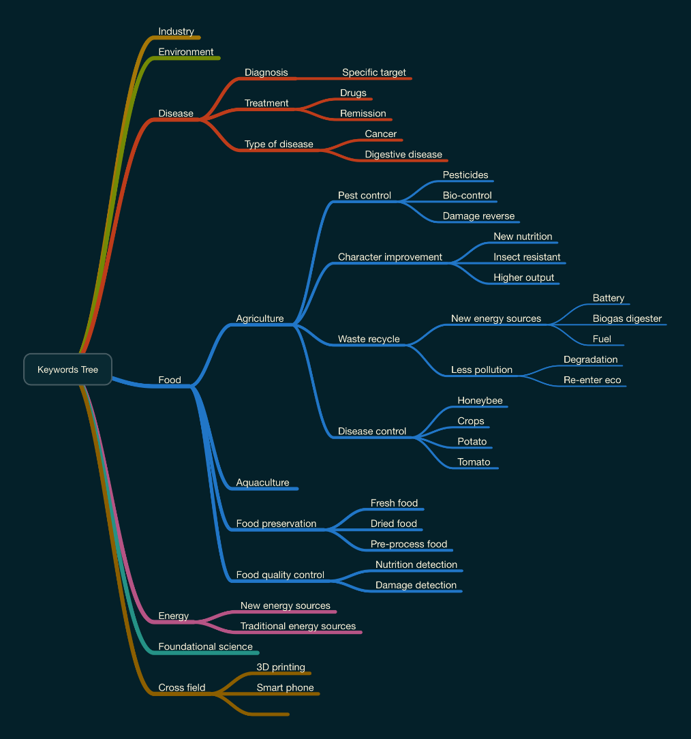 Industry
Environment
Diagnosis
Specific target
Drugs
Treatment
Disease
Remission
Cancer
Type of disease
Digestive disease
Pesticides
Pest control
Bio-control
Damage reverse
New nutrition
Character improvement
Insect resistant
Higher output
Battery
Agriculture
New energy sources
Biogas digester
Waste recycle
Fuel
Degradation
Keywords Tree
Less pollution
Food
Re-enter eco
Honeybee
Crops
Disease control
Potato
Tomato
Aquaculture
Fresh food
Food preservation
Dried food
Pre-process food
Nutrition detection
Food quality control
Damage detection
New energy sources
Energy
Traditional energy sources
Foundational science
3D printing
Cross field
Smart phone